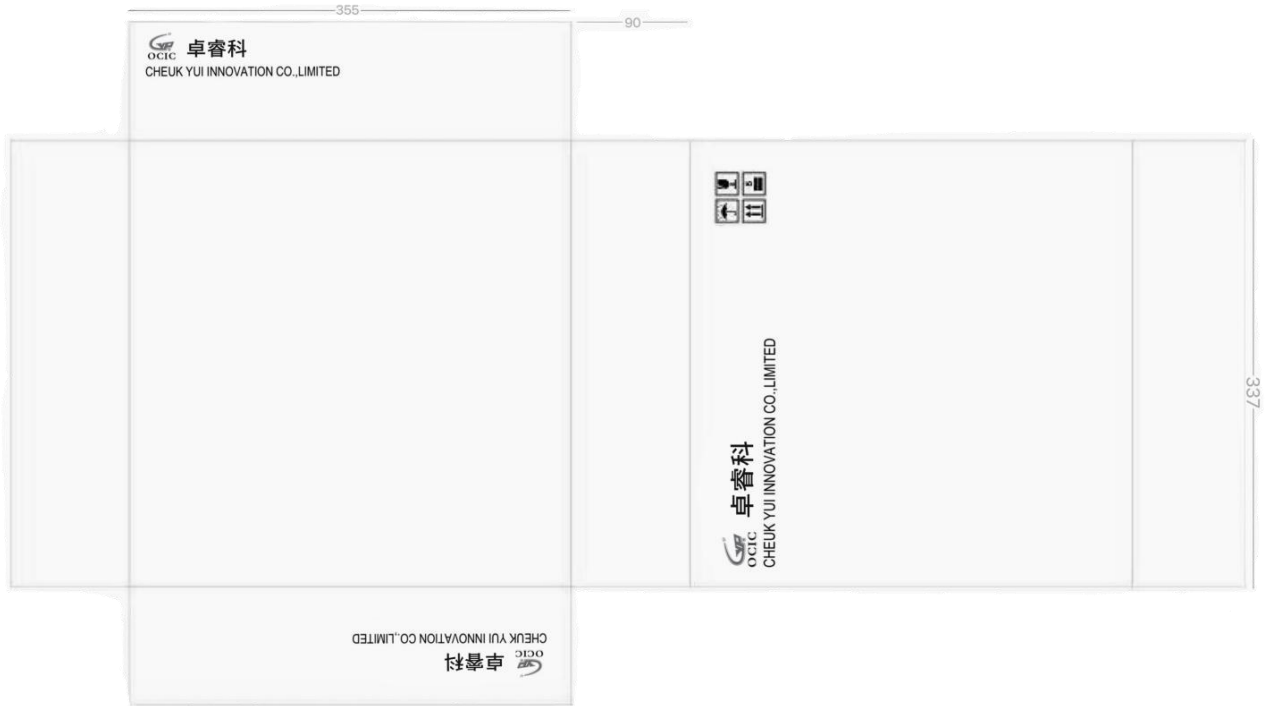 355
90
OCIC 卓睿科
CHEUK YUI INNOVATION CO.,LIMITED
5
337
OCIC 卓睿科
CHEUK YUI INNOVATION CO.,LIMITED
OCIC 卓睿科
CHEUK YUI INNOVATION CO.,LIMITED